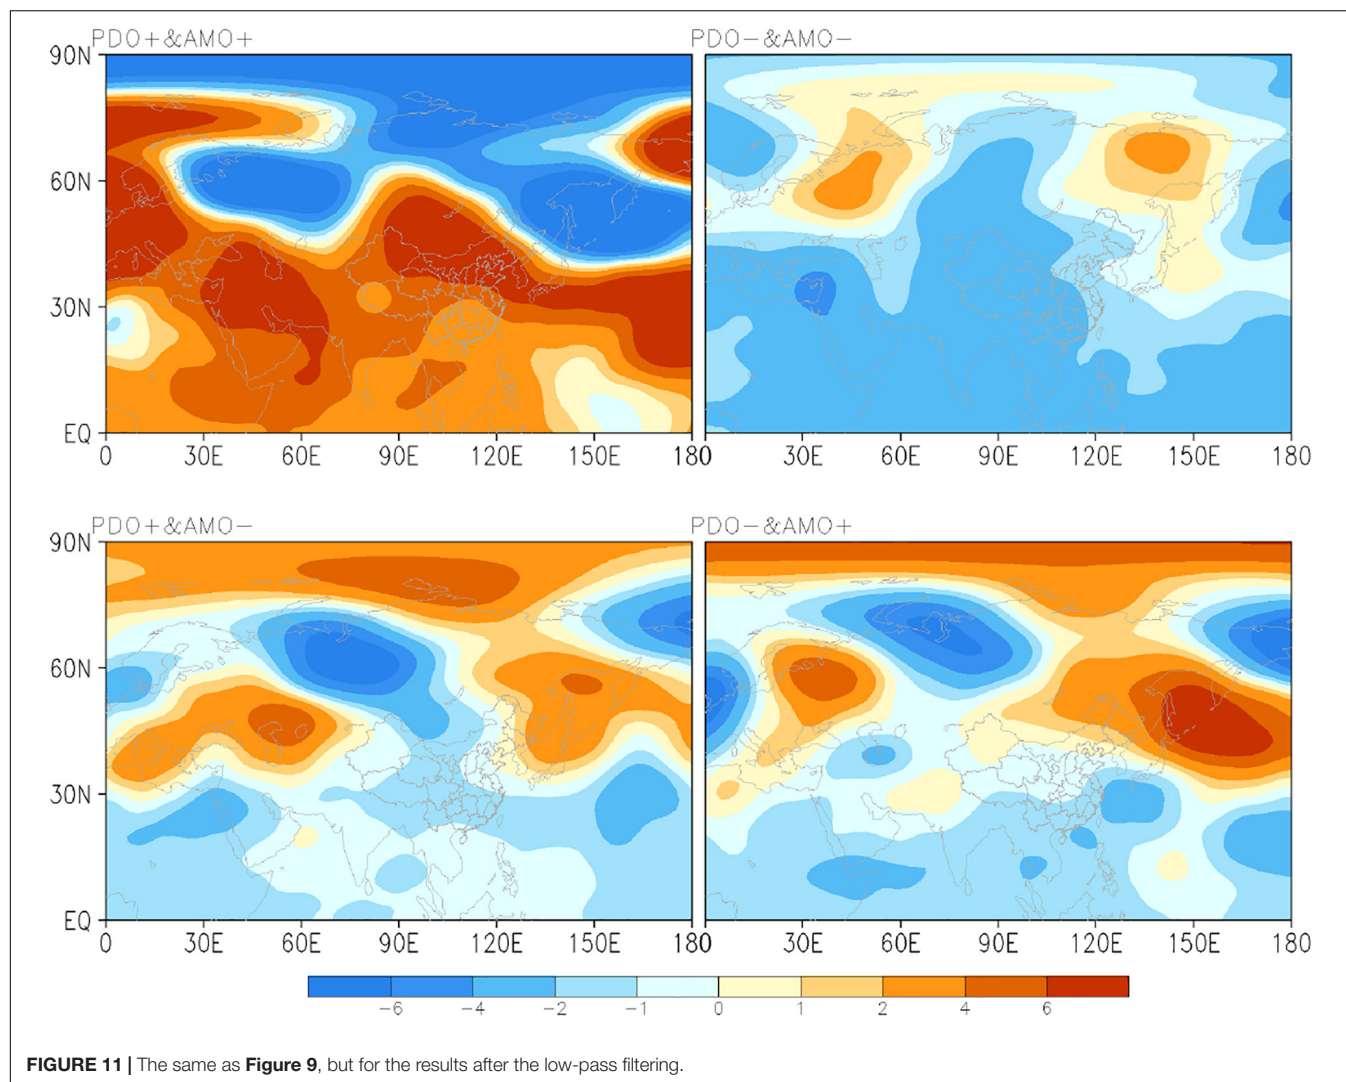 PDO+&AMO+ PDO-&AMO-
90N
60N
30N
EQ
0 30E 60E 90E 120E 150E 180 0 30E 60E 90E 120E 150E 180
PDO+&AMO- PDO-&AMO+
90N
60N
30N
EQ
0 30E 60E 90E 120E 150E 180 0 30E 60E 90E 120E 150E 180
-6 -4 -2 -1 0 1 2 4 6
FIGURE 11 | The same as Figure 9, but for the results after the low-pass filtering.